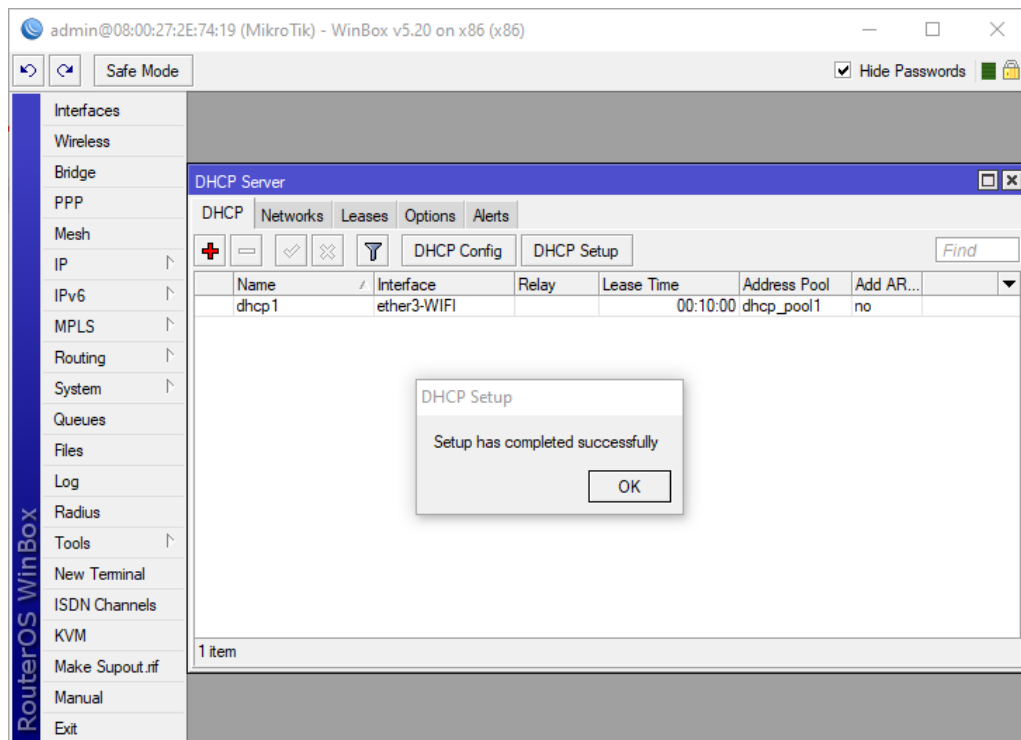 admin@08:00:27:2E:74:19 (MikroTik) - WinBox v5.20 on x86 (x86)
Safe Mode
Hide Passwords
Interfaces
Wireless
Bridge
PPP
Mesh
IP
IPv6
MPLS
Routing
System
Queues
Files
Log
Radius
Tools
New Terminal
ISDN Channels
KVM
Make Supout.rif
Manual
Exit
RouterOS WinBox
DHCP Server
DHCP Networks Leases Options Alerts
DHCP Config DHCP Setup Find
Name Interface Relay Lease Time Address Pool Add AR...
dhcp1 ether3-WIFI 00:10:00 dhcp_pool1 no
DHCP Setup
Setup has completed successfully
OK
1 item